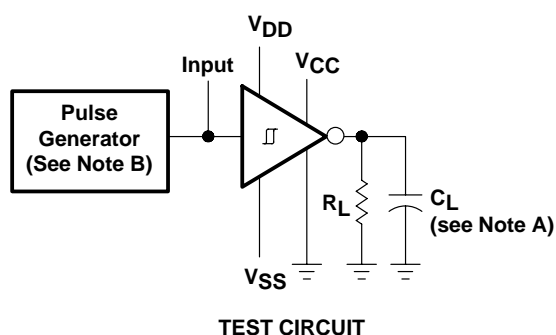 VDD
Input
VCC
Pulse
Generator
(See Note B)
RL
CL
(see Note A)
VSS
TEST CIRCUIT